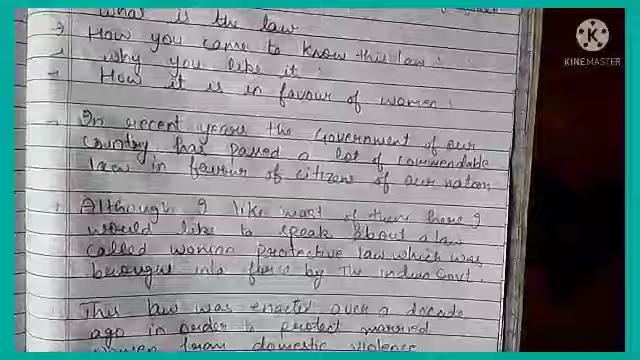 What is the law
→ How you came to know this law :
Why you like it :
- How it is in favour of women :
- In recent years the Government of our
country has passed a lot of commendable
law in favour of citizens of our nation
Although I like most of them here I
would like to speak about a law
called woman protective law which was
brought into force by The Indian Govt.
This law was enacted over a decade
ago in order to protect married
women from domestic violence.
K
KINEMASTER